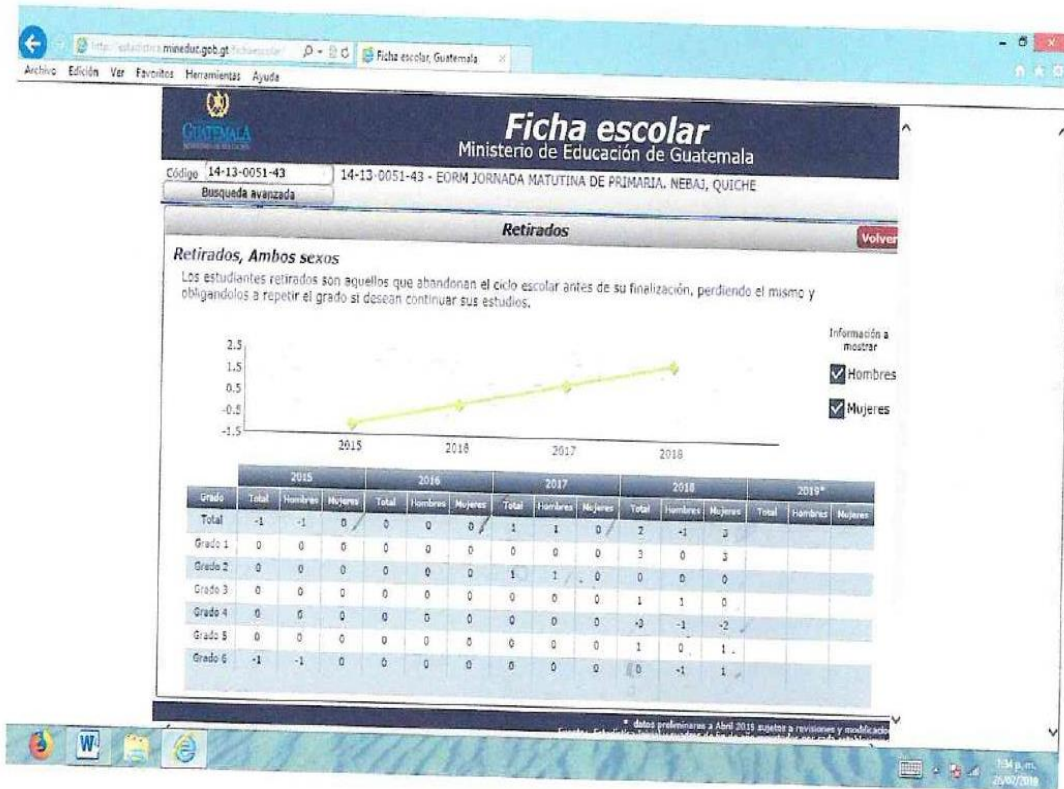 mineduc.gob.gt
Ficha escolar, Guatemala
Archivo Edición Ver Favoritos Herramientas Ayuda
GUATEMALA
Ficha escolar
Ministerio de Educación de Guatemala
Código 14-13-0051-43
14-13-0051-43 - EORM JORNADA MATUTINA DE PRIMARIA. NEBAJ, QUICHE
Busqueda avanzada
Retirados
Volver
Retirados, Ambos sexos
Los estudiantes retirados son aquellos que abandonan el ciclo escolar antes de su finalización, perdiendo el mismo y
obligandolos a repetir el grado si desean continuar sus estudios.
Información a
mostrar
Hombres
Mujeres
2.5
1.5
0.5
-0.5
-1.5
2015 2016 2017 2018
2015 2016 2017 2018 2019*
Grado Total Hombres Mujeres Total Hombres Mujeres Total Hombres Mujeres Total Hombres Mujeres Total Hombres Mujeres
Total -1 -1 0 0 0 0 1 1 0 2 -1 3
Grado 1 0 0 0 0 0 0 0 0 0 3 0 3
Grado 2 0 0 0 0 0 0 1 1 0 0 0 0
Grado 3 0 0 0 0 0 0 0 0 0 1 1 0
Grado 4 0 0 0 0 0 0 0 0 0 -3 -1 -2
Grado 5 0 0 0 0 0 0 0 0 0 1 0 1
Grado 6 -1 -1 0 0 0 0 0 0 0 0 -1 1
* datos preliminares a Abril 2016 sujetos a revisiones y modificacio
W
1:34 p.m.